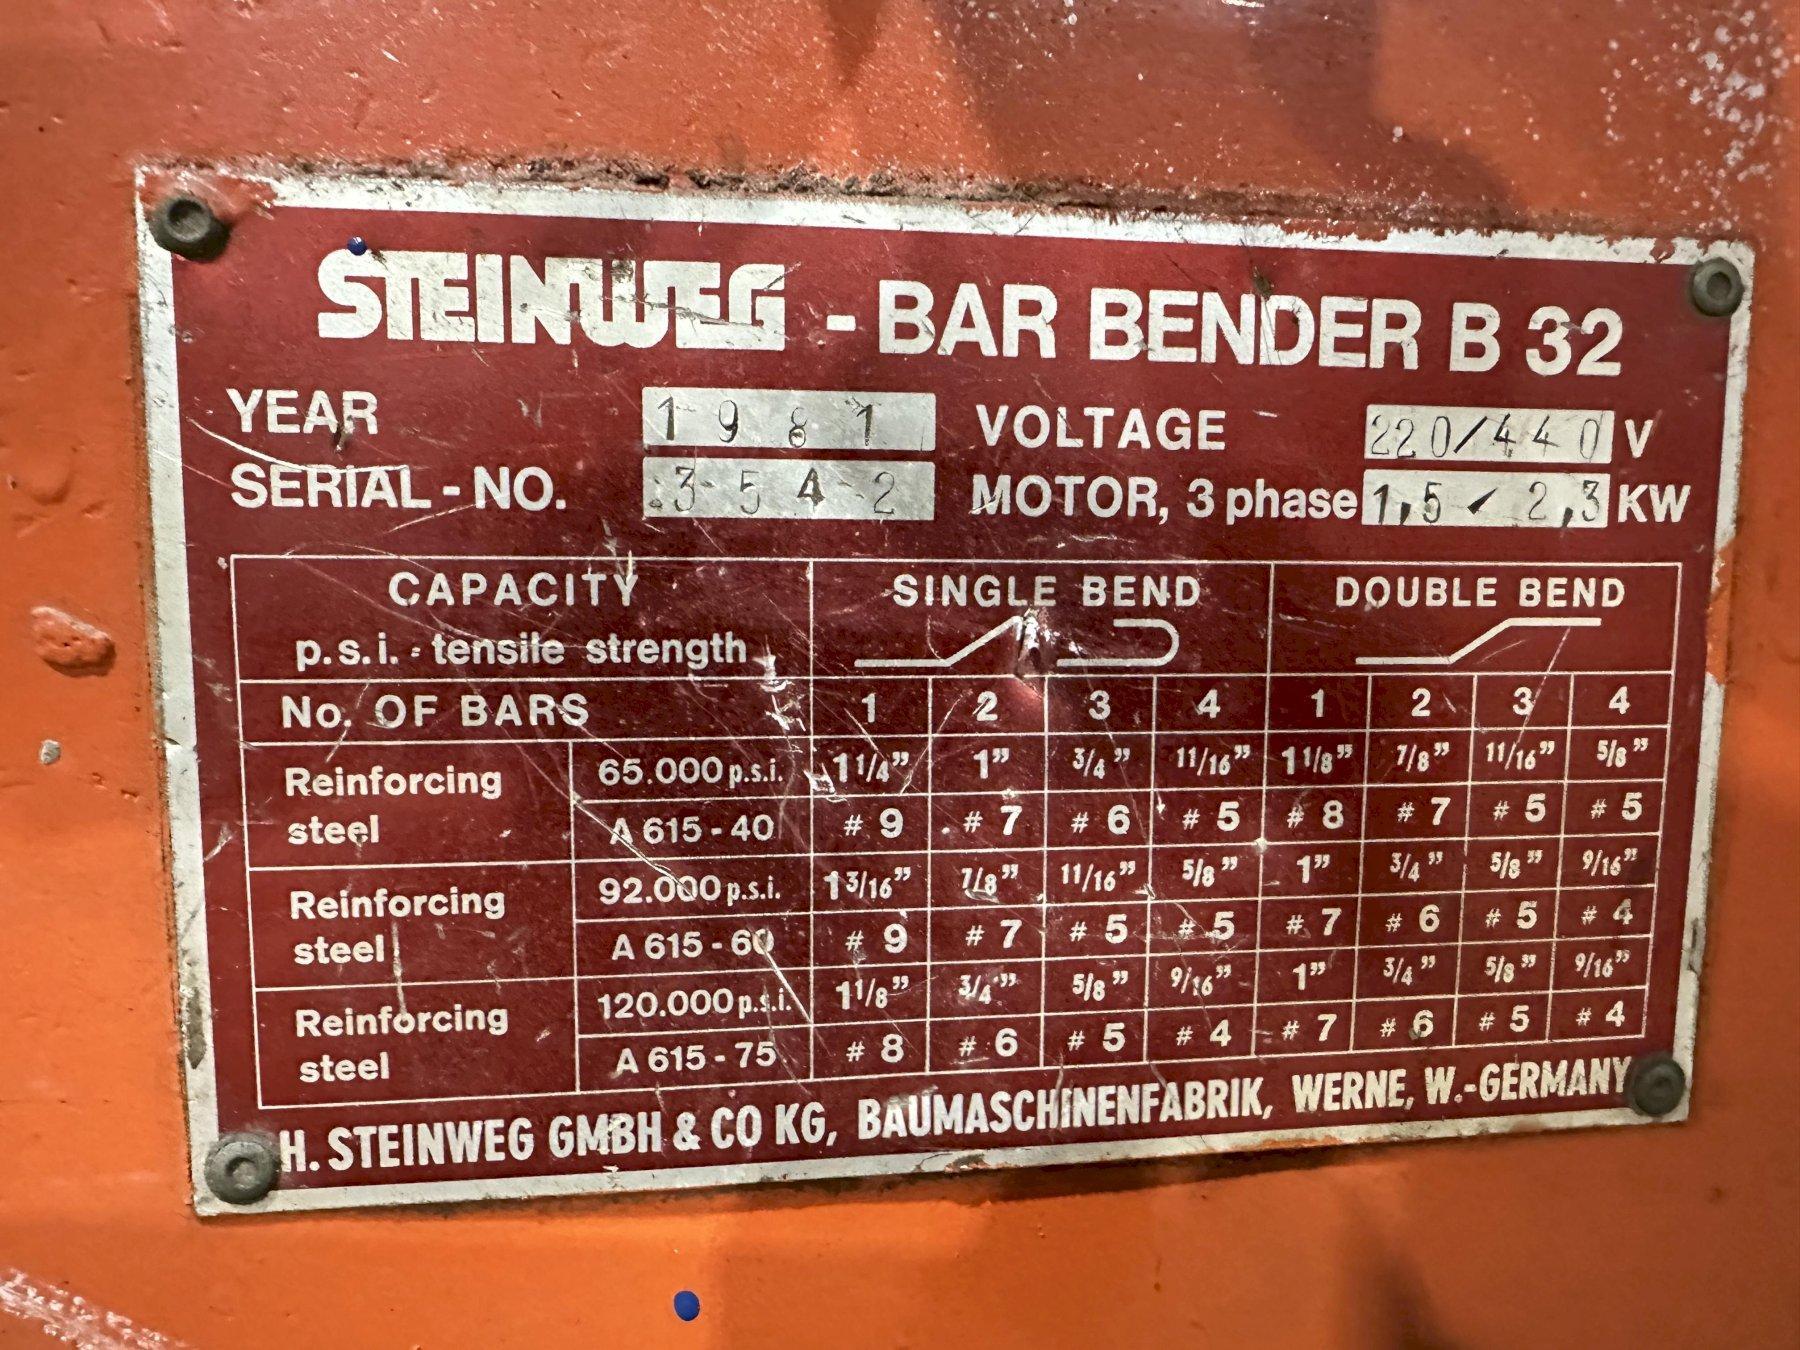 STEINWEG - BAR BENDER B 32
YEAR 1981 VOLTAGE 220/440 V
SERIAL-NO. 3542 MOTOR, 3 phase 1,5 / 2,3 KW
CAPACITY SINGLE BEND DOUBLE BEND
p.s.i. - tensile strength
No. OF BARS 1 2 3 4 1 2 3 4
Reinforcing steel 65.000 p.s.i. 1 1/4" 1" 3/4" 11/16" 1 1/8" 7/8" 11/16" 5/8"
A 615 - 40 # 9 # 7 # 6 # 5 # 8 # 7 # 5 # 5
Reinforcing steel 92.000 p.s.i. 1 3/16" 7/8" 11/16" 5/8" 1" 3/4" 5/8" 9/16"
A 615 - 60 # 9 # 7 # 5 # 5 # 7 # 6 # 5 # 4
Reinforcing steel 120.000 p.s.i. 1 1/8" 3/4" 5/8" 9/16" 1" 3/4" 5/8" 9/16"
A 615 - 75 # 8 # 6 # 5 # 4 # 7 # 6 # 5 # 4
H. STEINWEG GMBH & CO KG, BAUMASCHINENFABRIK, WERNE, W.-GERMANY